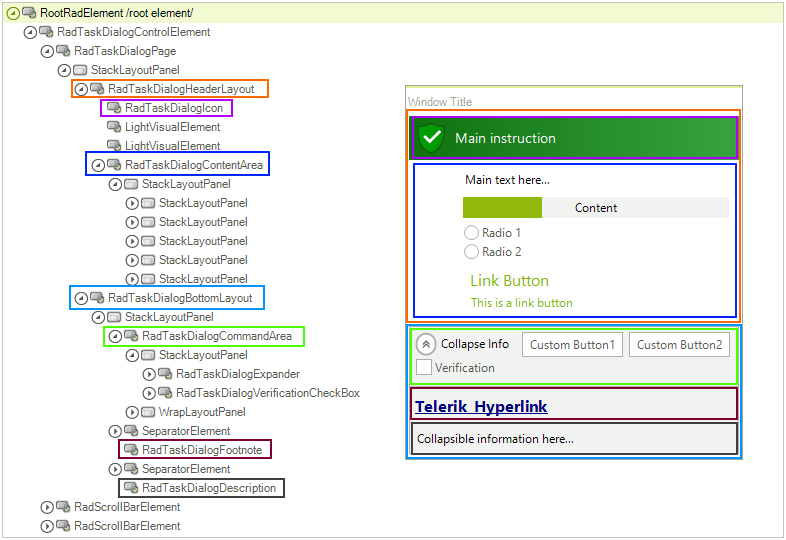 RootRadElement /root element/
RadTaskDialogControlElement
RadTaskDialogPage
StackLayoutPanel
RadTaskDialogHeaderLayout
RadTaskDialogIcon
LightVisualElement
LightVisualElement
RadTaskDialogContentArea
StackLayoutPanel
StackLayoutPanel
StackLayoutPanel
StackLayoutPanel
StackLayoutPanel
StackLayoutPanel
RadTaskDialogBottomLayout
StackLayoutPanel
RadTaskDialogCommandArea
StackLayoutPanel
RadTaskDialogExpander
RadTaskDialogVerificationCheckBox
WrapLayoutPanel
SeparatorElement
RadTaskDialogFootnote
SeparatorElement
RadTaskDialogDescription
RadScrollBarElement
RadScrollBarElement
Window Title
Main instruction
Main text here...
Content
Radio 1
Radio 2
Link Button
This is a link button
Collapse Info Custom Button1 Custom Button2
Verification
Telerik Hyperlink
Collapsible information here...